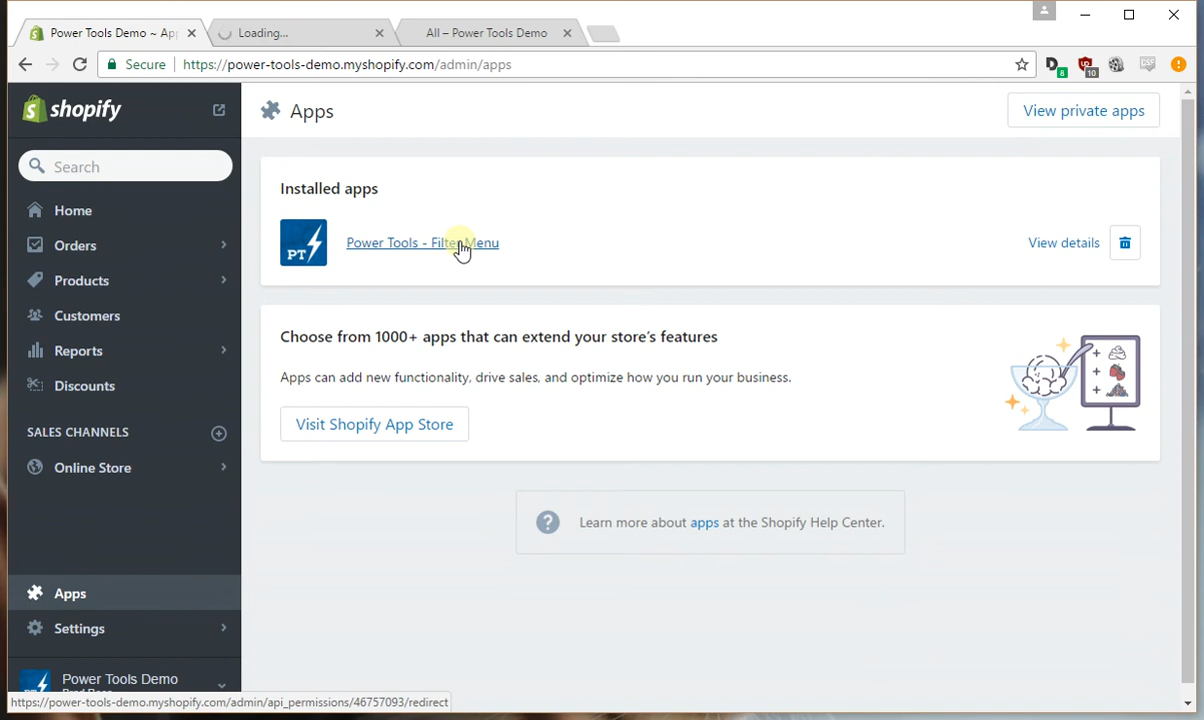 Power Tools Demo ~ Ap
Loading...
All – Power Tools Demo
Secure
https://power-tools-demo.myshopify.com/admin/apps
8
10
shopify
Apps
View private apps
Search
Installed apps
Home
PT
Power Tools - Filter Menu
View details
Orders
Products
Customers
Choose from 1000+ apps that can extend your store's features
Reports
Apps can add new functionality, drive sales, and optimize how you run your business.
Discounts
Visit Shopify App Store
SALES CHANNELS
Online Store
Learn more about apps at the Shopify Help Center.
Apps
Settings
Power Tools Demo
https://power-tools-demo.myshopify.com/admin/api_permissions/46757093/redirect